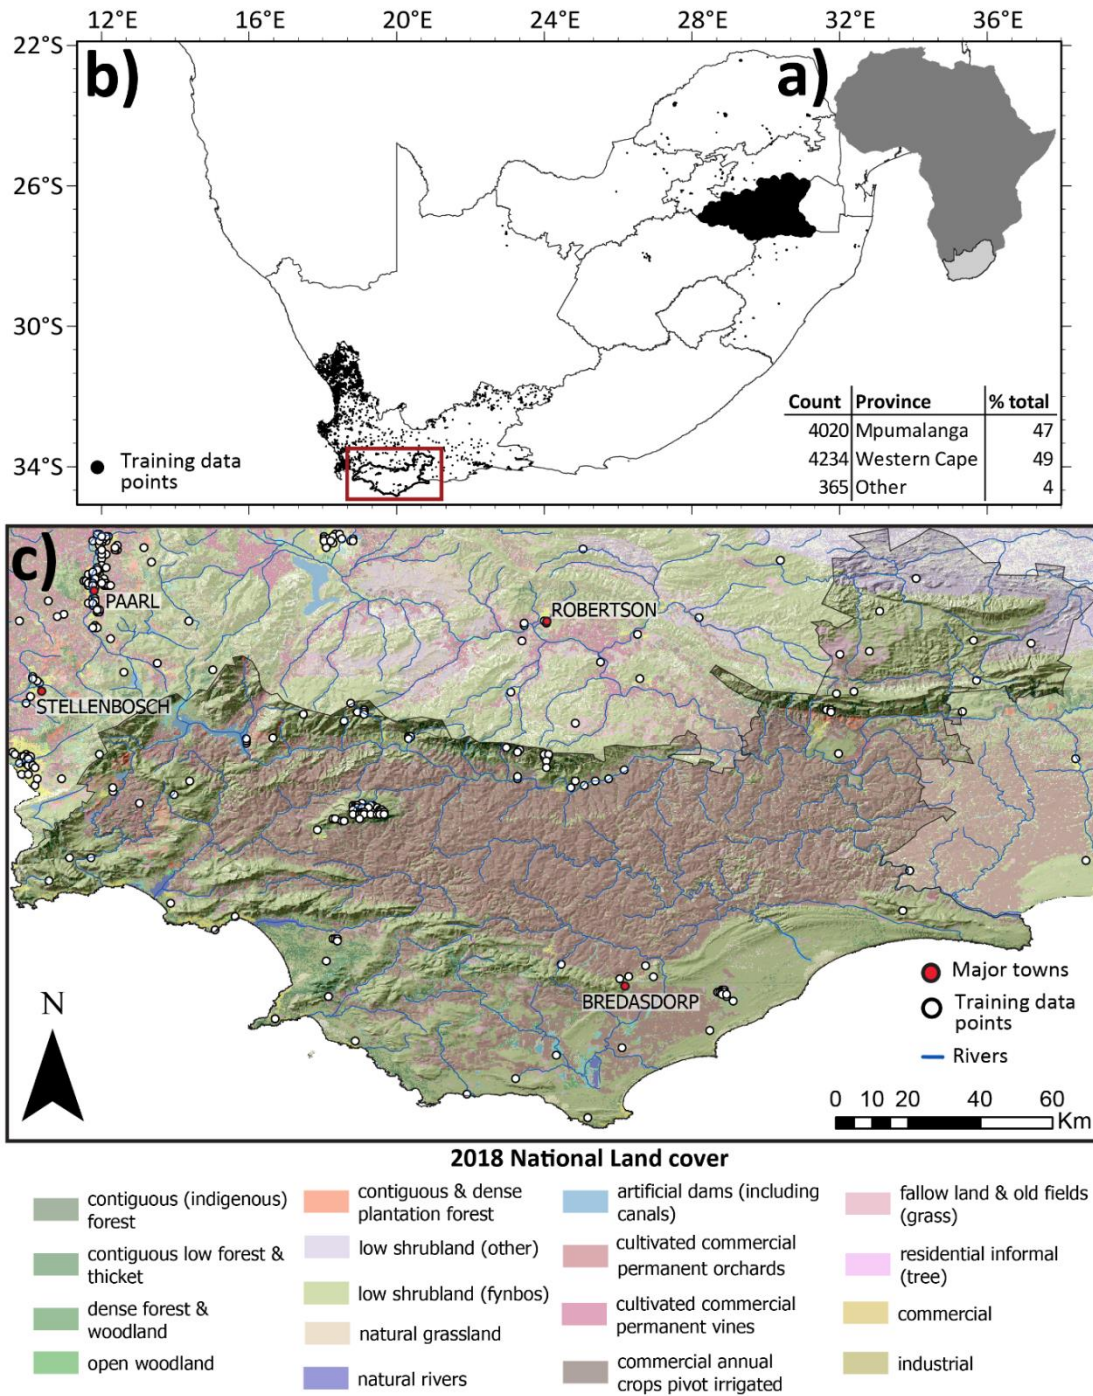 12°E 16°E 20°E 24°E 28°E 32°E 36°E
22°S
26°S
30°S
34°S
b)
a)
Training data
points
Count Province % total
4020 Mpumalanga 47
4234 Western Cape 49
365 Other 4
c)
PAARL
ROBERTSON
STELLENBOSCH
BREDASDORP
N
Major towns
Training data
points
Rivers
0 10 20 40 60
Km
2018 National Land cover
contiguous (indigenous)
forest
contiguous low forest &
thicket
dense forest &
woodland
open woodland
contiguous & dense
plantation forest
low shrubland (other)
low shrubland (fynbos)
natural grassland
natural rivers
artificial dams (including
canals)
cultivated commercial
permanent orchards
cultivated commercial
permanent vines
commercial annual
crops pivot irrigated
fallow land & old fields
(grass)
residential informal
(tree)
commercial
industrial